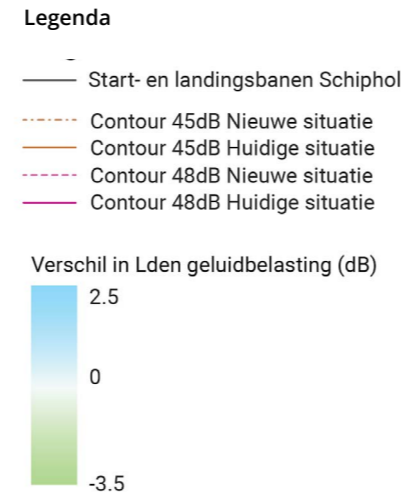 Legenda
Start- en landingsbanen Schiphol
Contour 45dB Nieuwe situatie
Contour 45dB Huidige situatie
Contour 48dB Nieuwe situatie
Contour 48dB Huidige situatie
Verschil in Lden geluidbelasting (dB)
2.5
0
-3.5